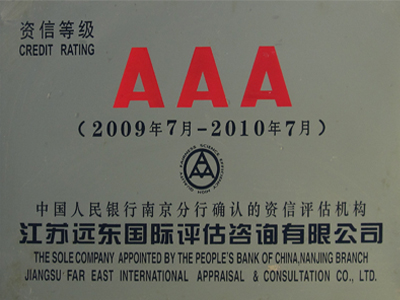 资信等级
CREDIT RATING
AAA
(2009年7月-2010年7月)
中国人民银行南京分行确认的资信评估机构
江苏远东国际评估咨询有限公司
THE SOLE COMPANY APPOINTED BY THE PEOPLE'S BANK OF CHINA,NANJING BRANCH
JIANGSU FAR EAST INTERNATIONAL APPRAISAL & CONSULTATION CO., LTD.